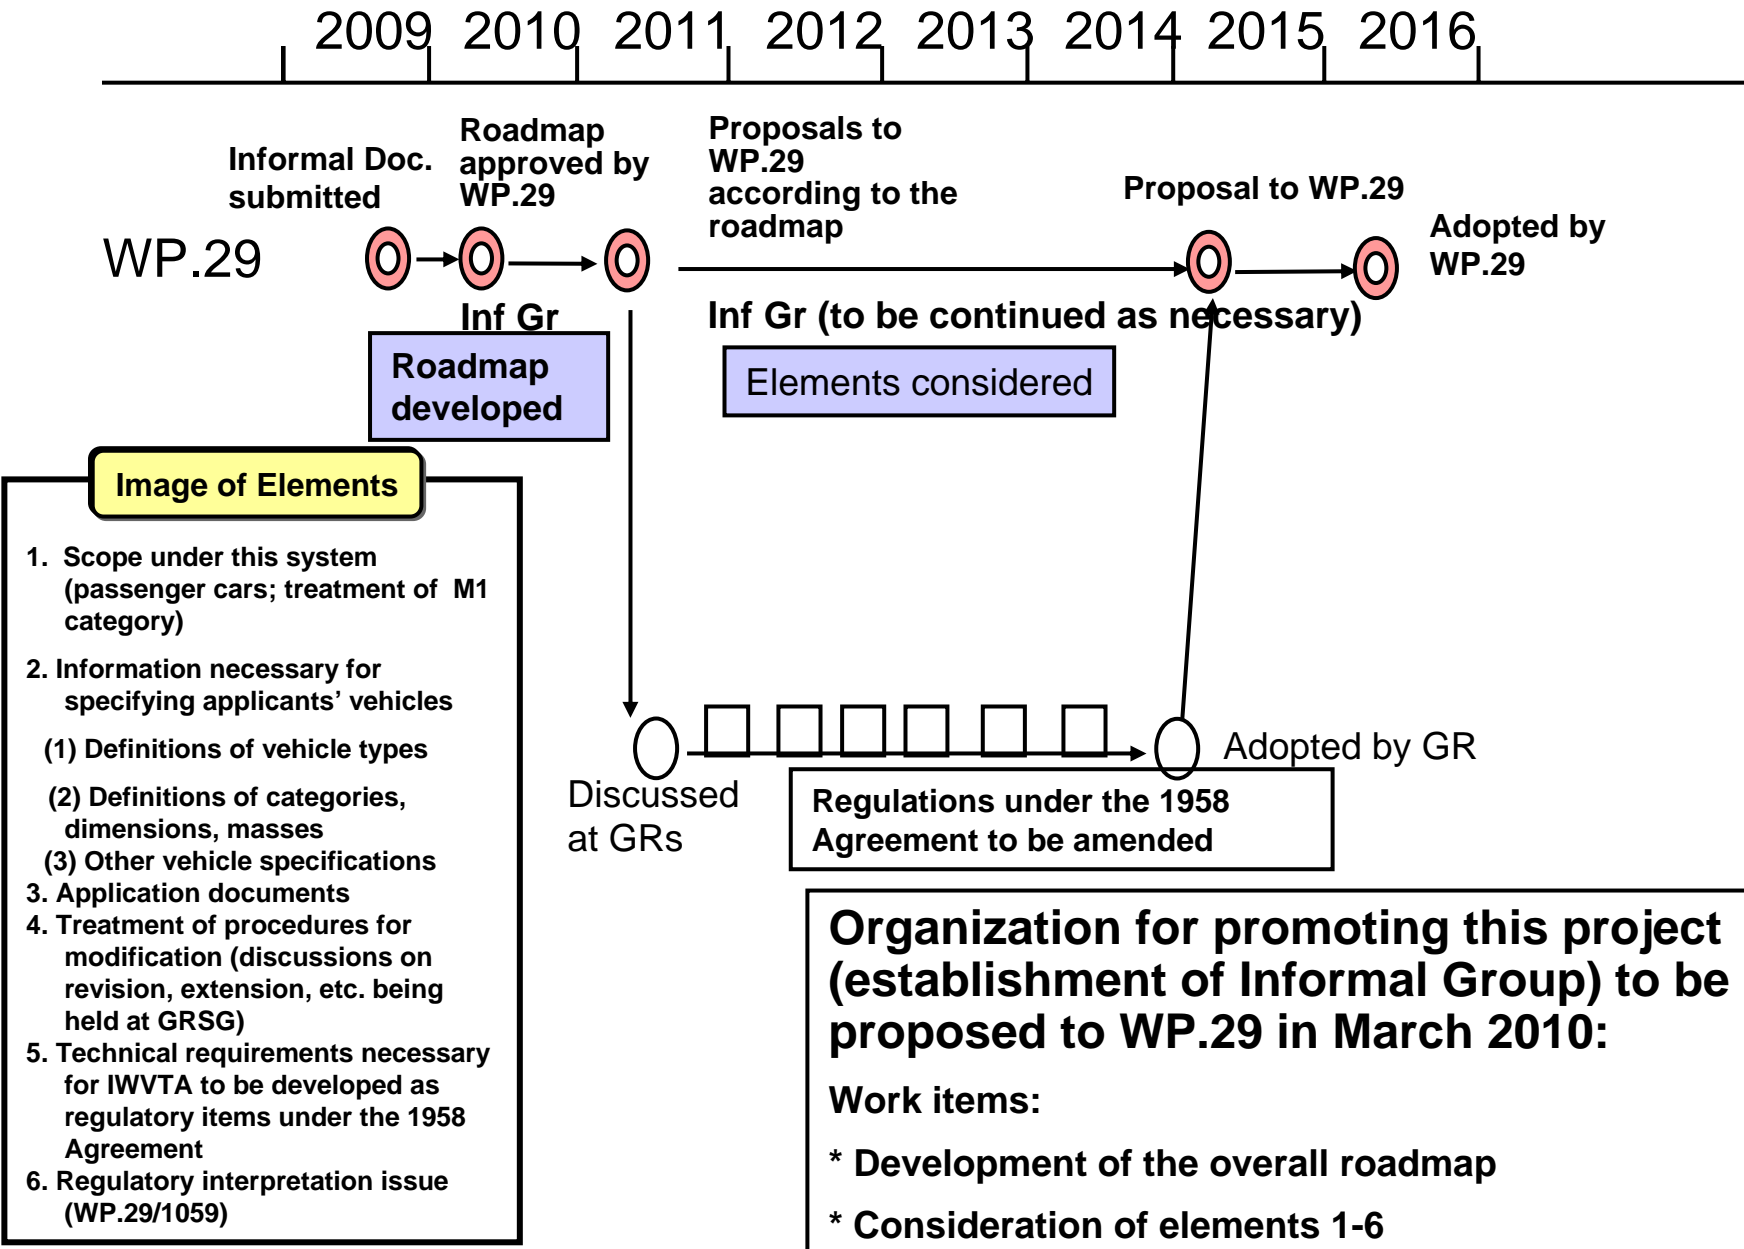 2009 2010 2011 2012 2013 2014 2015 2016
Informal Doc.
submitted
Roadmap
approved by
WP.29
Proposals to
WP.29
according to the
roadmap
Proposal to WP.29
Adopted by
WP.29
WP.29
Inf Gr
Inf Gr (to be continued as necessary)
Roadmap
developed
Elements considered
Image of Elements
1. Scope under this system
(passenger cars; treatment of M1
category)
2. Information necessary for
specifying applicants’ vehicles
(1) Definitions of vehicle types
(2) Definitions of categories,
dimensions, masses
(3) Other vehicle specifications
3. Application documents
4. Treatment of procedures for
modification (discussions on
revision, extension, etc. being
held at GRSG)
5. Technical requirements necessary
for IWVTA to be developed as
regulatory items under the 1958
Agreement
6. Regulatory interpretation issue
(WP.29/1059)
Discussed
at GRs
Adopted by GR
Regulations under the 1958
Agreement to be amended
Organization for promoting this project
(establishment of Informal Group) to be
proposed to WP.29 in March 2010:
Work items:
* Development of the overall roadmap
* Consideration of elements 1-6